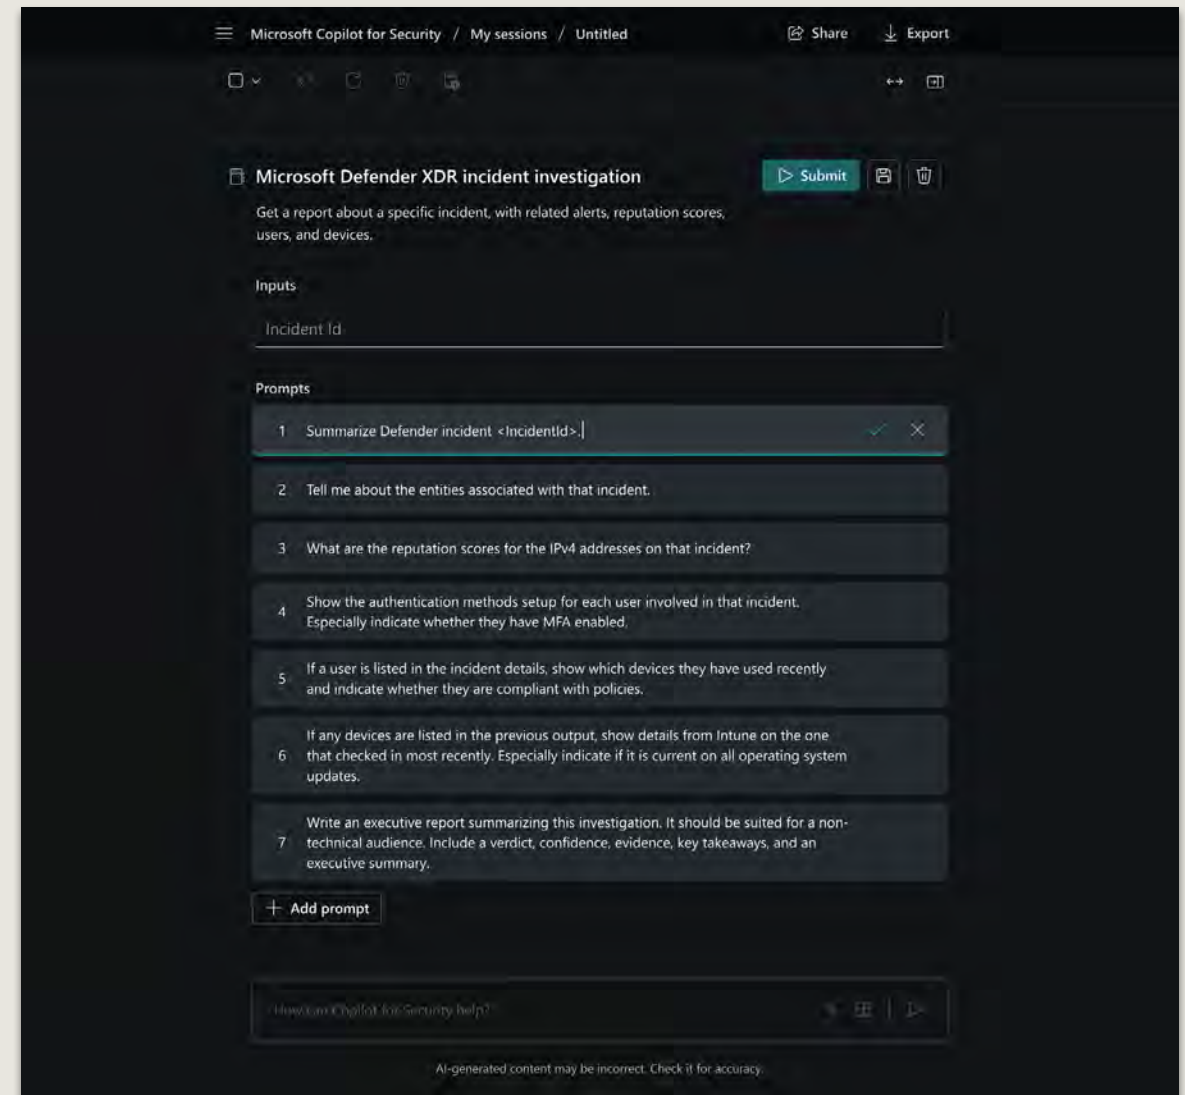 Microsoft Copilot for Security / My sessions / Untitled
Share
Export
Microsoft Defender XDR incident investigation
Submit
Get a report about a specific incident, with related alerts, reputation scores,
users, and devices.
Inputs
Incident Id
Prompts
1 Summarize Defender incident <IncidentId>.
2 Tell me about the entities associated with that incident.
3 What are the reputation scores for the IPv4 addresses on that incident?
4 Show the authentication methods setup for each user involved in that incident.
Especially indicate whether they have MFA enabled.
5 If a user is listed in the incident details, show which devices they have used recently
and indicate whether they are compliant with policies.
6 If any devices are listed in the previous output, show details from Intune on the one
that checked in most recently. Especially indicate if it is current on all operating system
updates.
7 Write an executive report summarizing this investigation. It should be suited for a non-
technical audience. Include a verdict, confidence, evidence, key takeaways, and an
executive summary.
Add prompt
How can Copilot for Security help?
AI-generated content may be incorrect. Check it for accuracy.